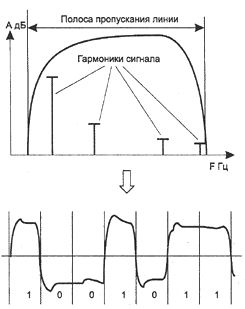 Полоса пропускания линии
А дБ
Гармоники сигнала
F Гц
1 0 0 1 0 1 1